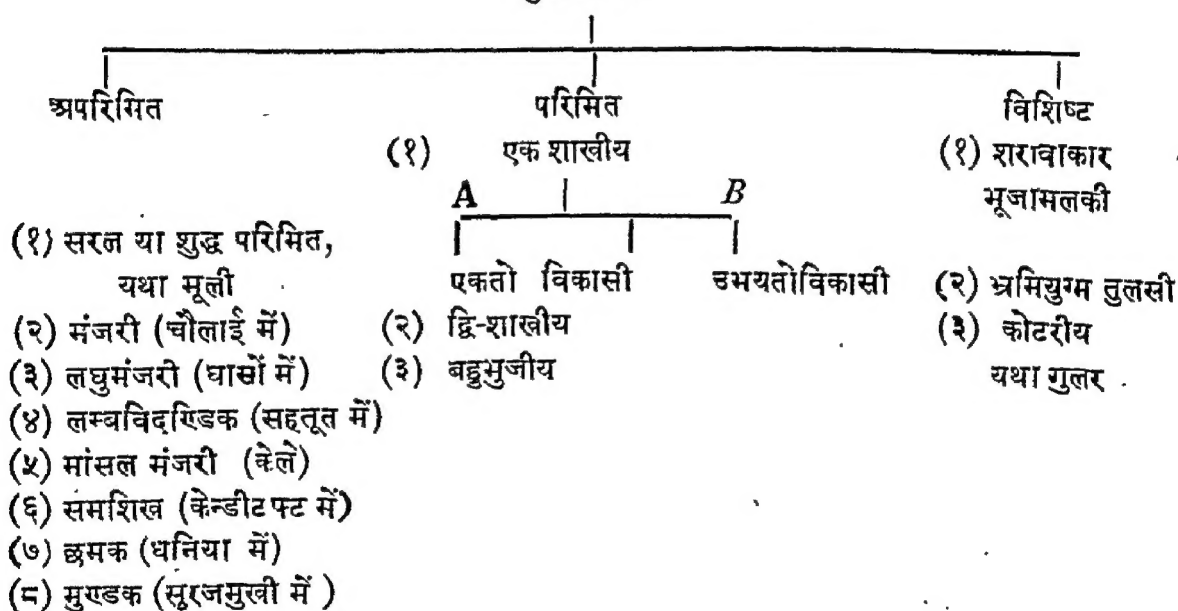 अपरिमित परिमित विशिष्ट
(१) एक शाखीय (१) शरावाकार
A B भूजामलकी
(१) सरल या शुद्ध परिमित,
यथा मूली एकतो विकासी उभयतोविकासी (२) भ्रमियुग्म तुलसी
(२) मंजरी (चौलाई में) (२) द्वि-शाखीय (३) कोटरीय
(३) लघुमंजरी (घासों में) (३) बहुभुजीय यथा गुलर .
(४) लम्बविदण्डिक (सहतूत में)
(५) मांसल मंजरी (केले)
(६) समशिख (केन्डीटफ्ट में)
(७) छमक (धनिया में)
(८) मुण्डक (सूरजमुखी में )